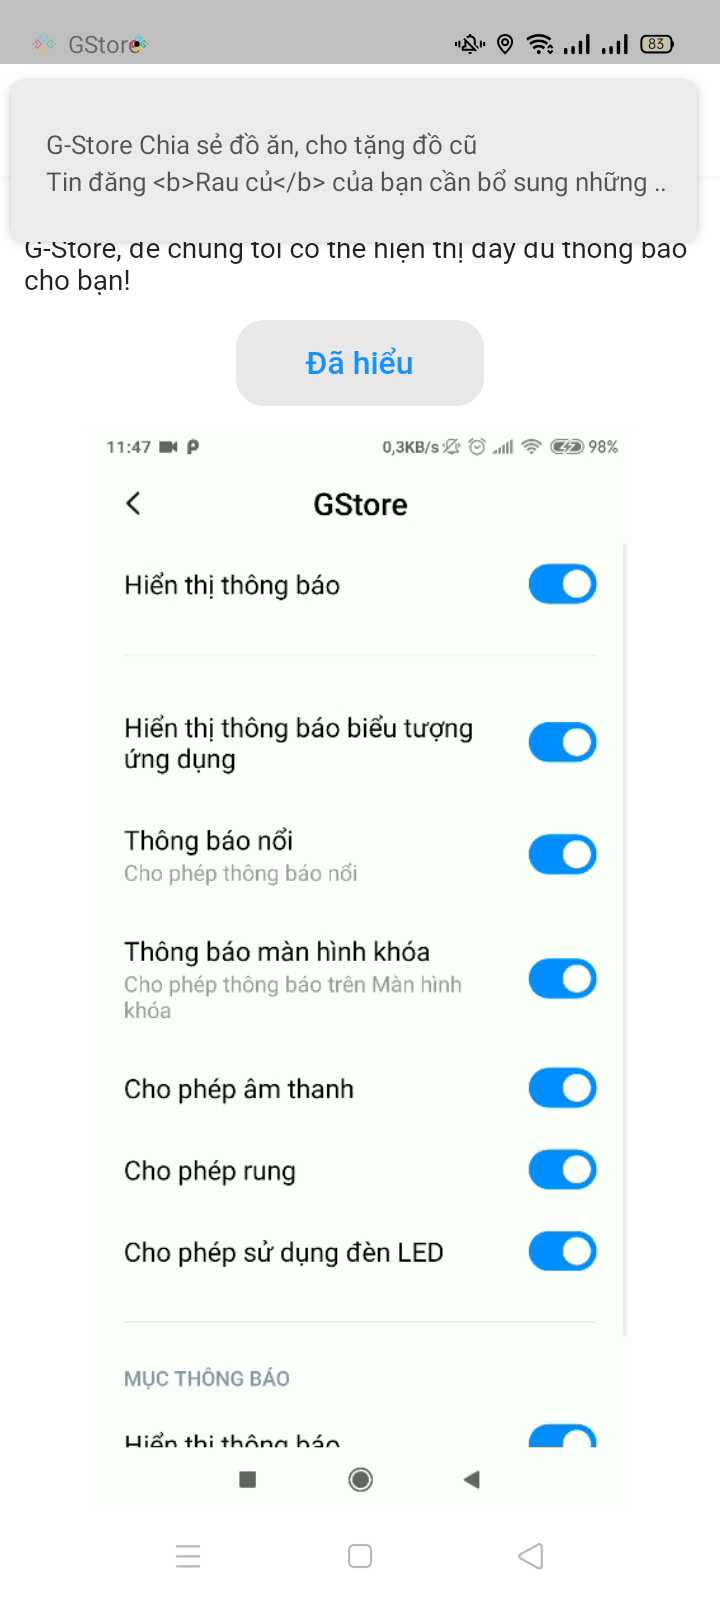 GStore
83
G-Store Chia sẻ đồ ăn, cho tặng đồ cũ
Tin đăng <b>Rau củ</b> của bạn cần bổ sung những ..
G-Store, để chúng tôi có thể hiện thị đầy đủ thông báo
cho bạn!
Đã hiểu
11:47 0,3KB/s 98%
GStore
Hiển thị thông báo
Hiển thị thông báo biểu tượng
ứng dụng
Thông báo nổi
Cho phép thông báo nổi
Thông báo màn hình khóa
Cho phép thông báo trên Màn hình
khóa
Cho phép âm thanh
Cho phép rung
Cho phép sử dụng đèn LED
MỤC THÔNG BÁO
Hiển thị thông báo